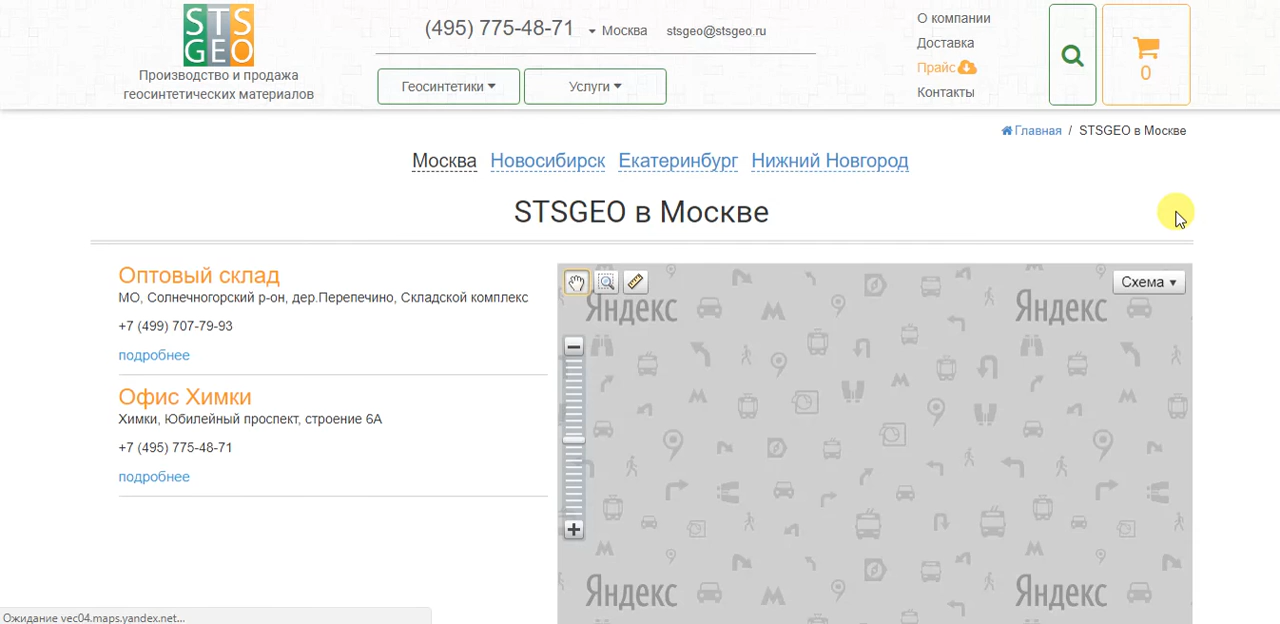 STS
GEO
Производство и продажа
геосинтетических материалов
(495) 775-48-71 Москва stsgeo@stsgeo.ru
Геосинтетики Услуги
О компании
Доставка
Прайс
Контакты
0
Главная / STSGEO в Москве
Москва Новосибирск Екатеринбург Нижний Новгород
STSGEO в Москве
Оптовый склад
МО, Солнечногорский р-он, дер.Перепечино, Складской комплекс
+7 (499) 707-79-93
подробнее
Офис Химки
Химки, Юбилейный проспект, строение 6А
+7 (495) 775-48-71
подробнее
Схема
Яндекс Яндекс
Яндекс Яндекс
Ожидание vec04.maps.yandex.net...